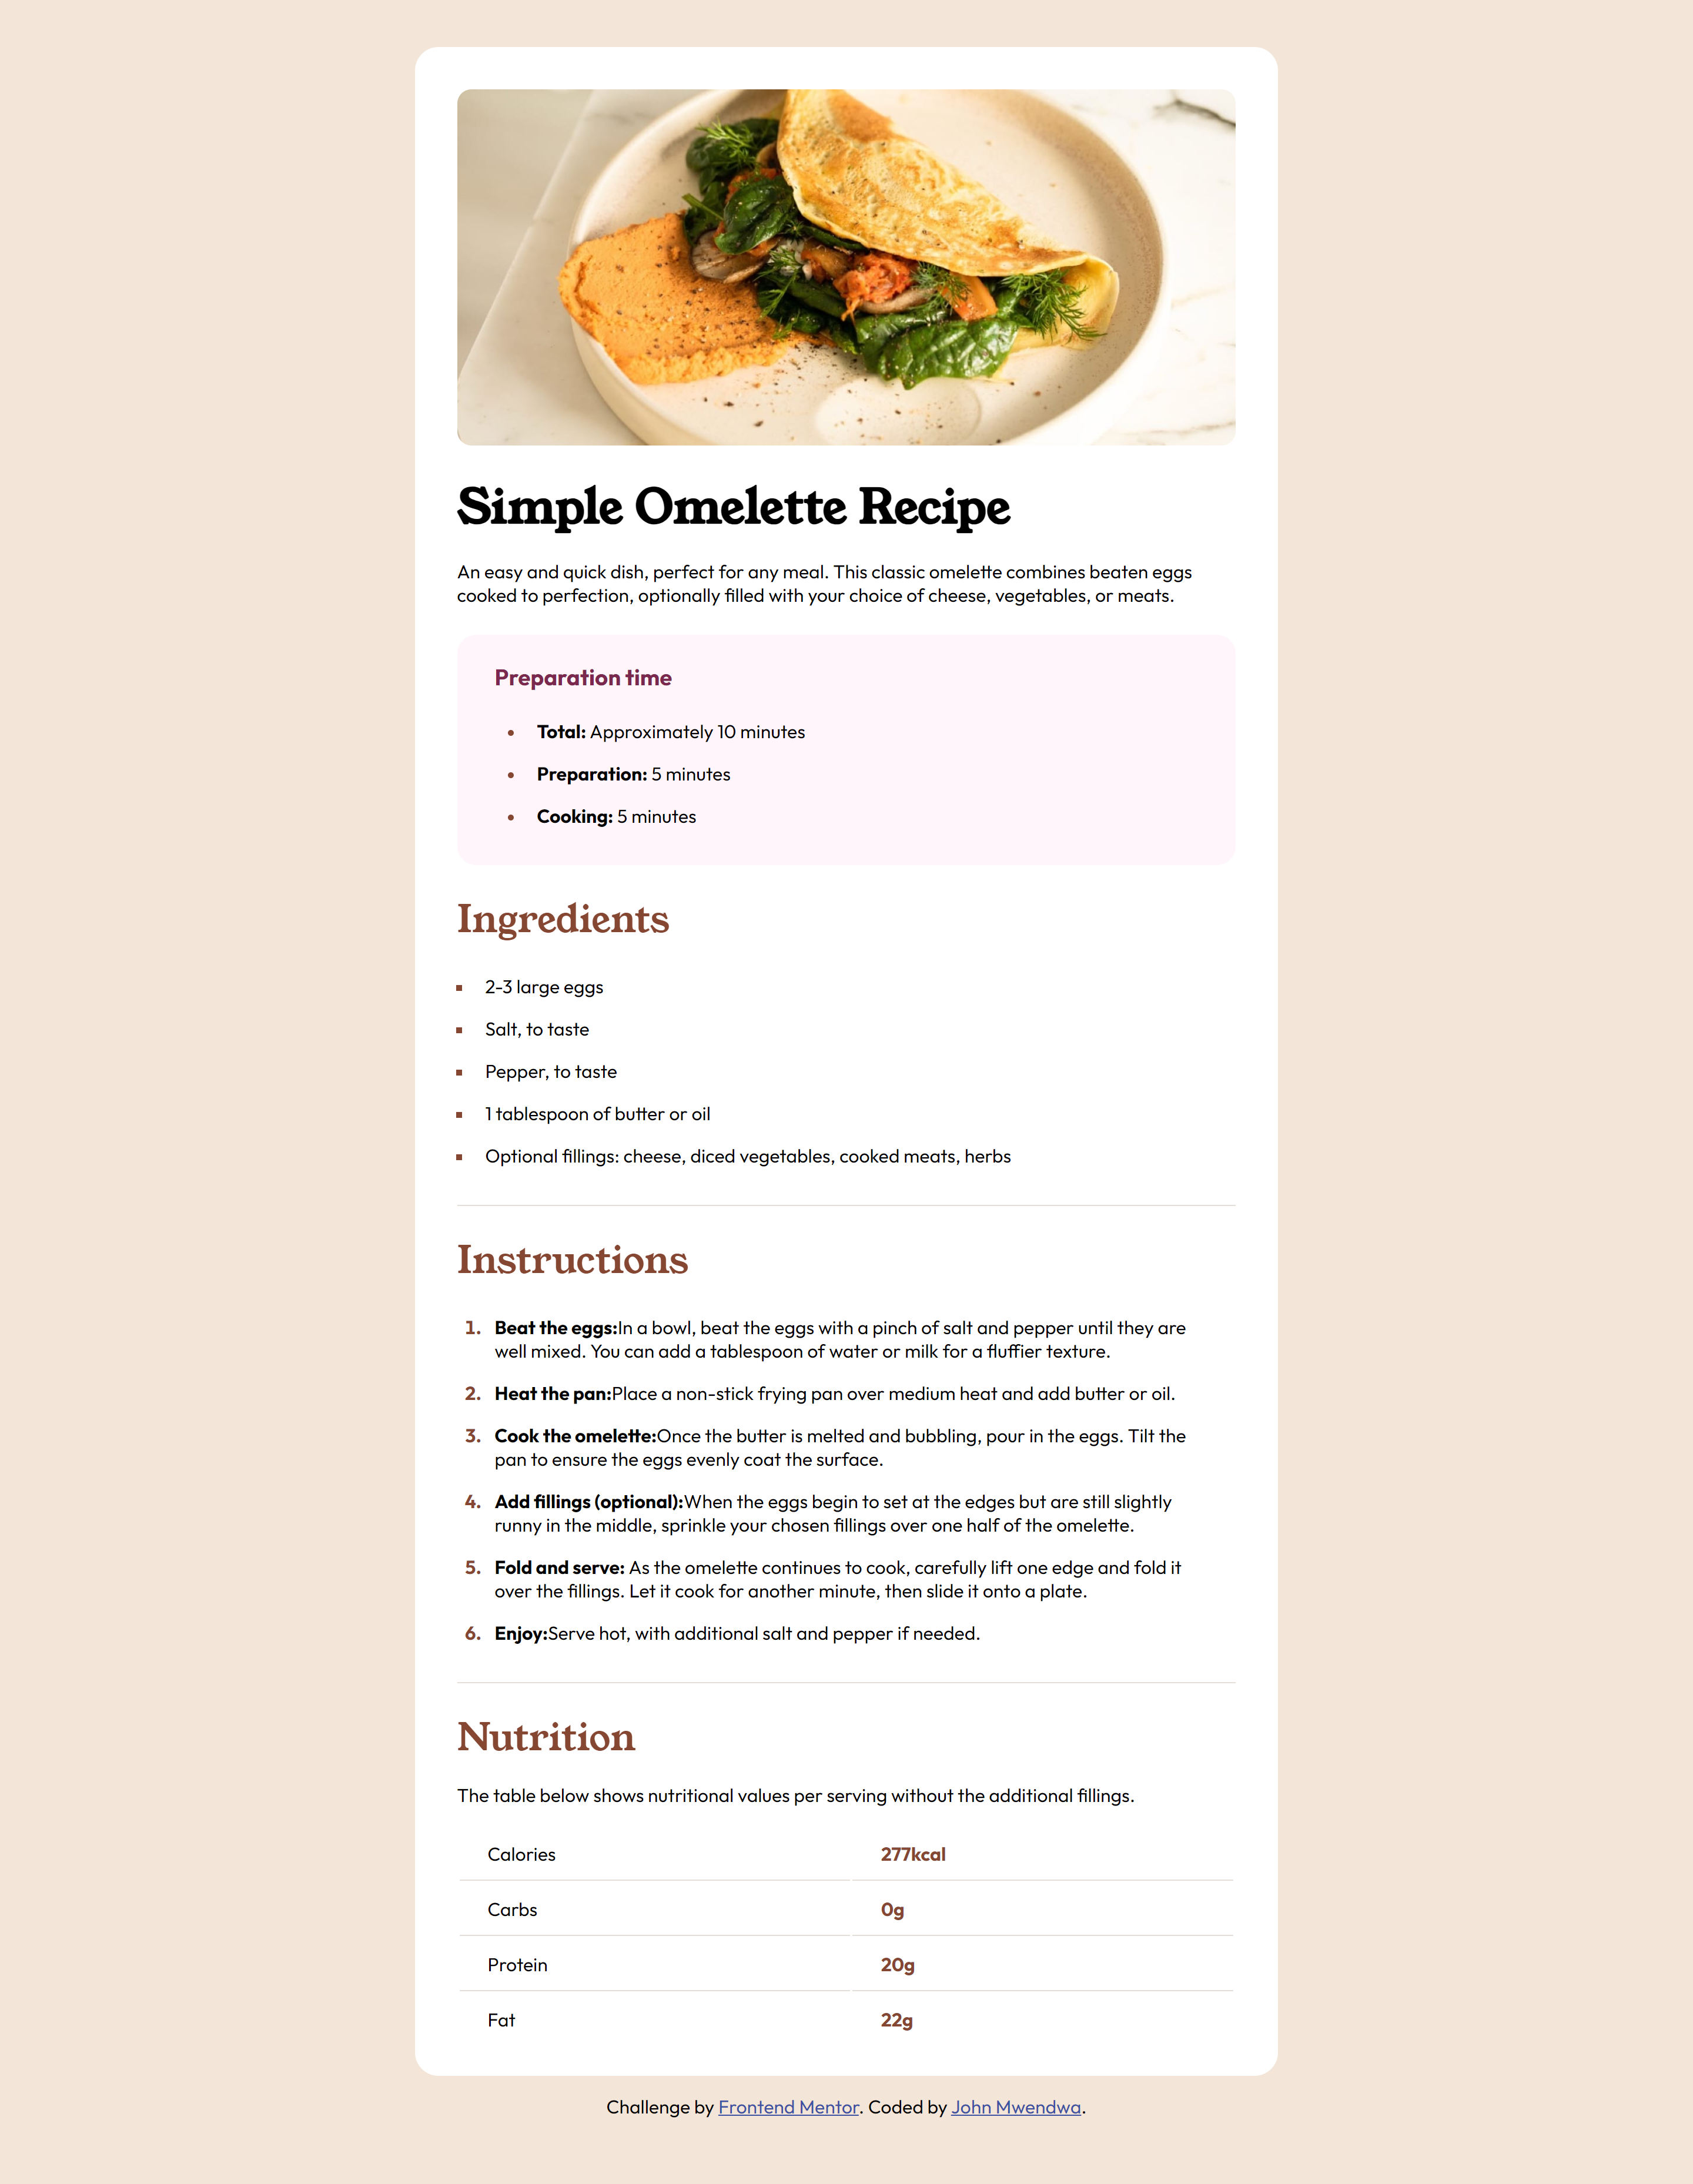 Simple Omelette Recipe
An easy and quick dish, perfect for any meal. This classic omelette combines beaten eggs
cooked to perfection, optionally filled with your choice of cheese, vegetables, or meats.
Preparation time
• Total: Approximately 10 minutes
• Preparation: 5 minutes
• Cooking: 5 minutes
Ingredients
▪ 2-3 large eggs
▪ Salt, to taste
▪ Pepper, to taste
▪ 1 tablespoon of butter or oil
▪ Optional fillings: cheese, diced vegetables, cooked meats, herbs
Instructions
1. Beat the eggs:In a bowl, beat the eggs with a pinch of salt and pepper until they are
well mixed. You can add a tablespoon of water or milk for a fluffier texture.
2. Heat the pan:Place a non-stick frying pan over medium heat and add butter or oil.
3. Cook the omelette:Once the butter is melted and bubbling, pour in the eggs. Tilt the
pan to ensure the eggs evenly coat the surface.
4. Add fillings (optional):When the eggs begin to set at the edges but are still slightly
runny in the middle, sprinkle your chosen fillings over one half of the omelette.
5. Fold and serve: As the omelette continues to cook, carefully lift one edge and fold it
over the fillings. Let it cook for another minute, then slide it onto a plate.
6. Enjoy:Serve hot, with additional salt and pepper if needed.
Nutrition
The table below shows nutritional values per serving without the additional fillings.
Calories 277kcal
Carbs 0g
Protein 20g
Fat 22g
Challenge by Frontend Mentor. Coded by John Mwendwa.